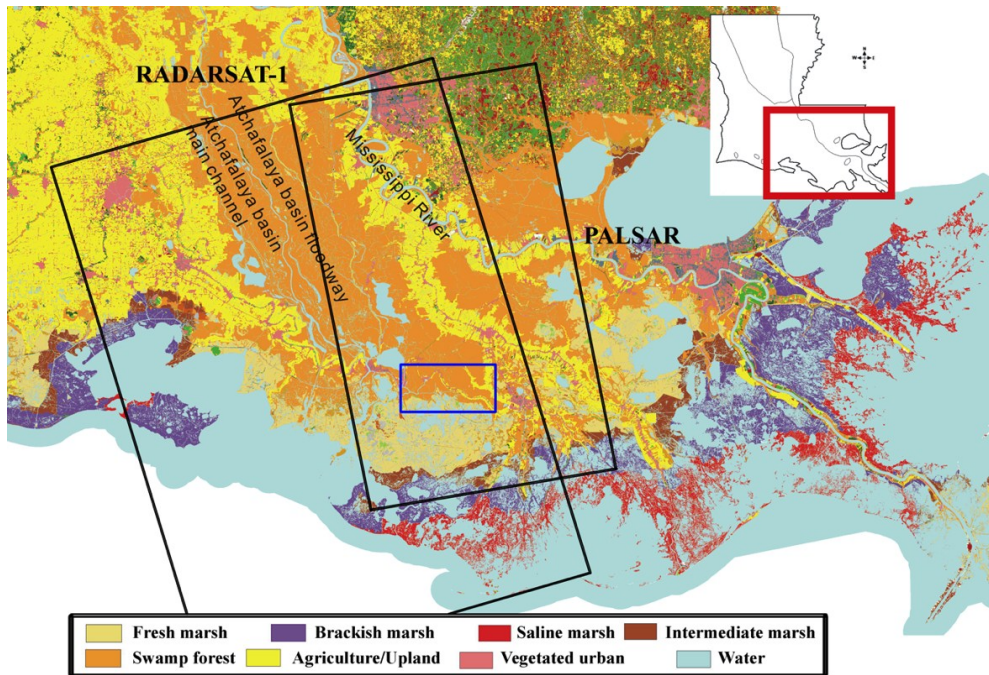 RADARSAT-1
Atchafalaya basin floodway
Atchafalaya basin
main channel
Mississippi River
PALSAR
N
W E
S
Fresh marsh
Brackish marsh
Saline marsh
Intermediate marsh
Swamp forest
Agriculture/Upland
Vegetated urban
Water